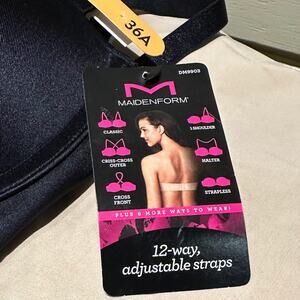 36A
DM9903
MAIDENFORM®
CLASSIC
1 SHOULDER
CRISS-CROSS
OUTER
HALTER
CROSS
FRONT
STRAPLESS
PLUS 6 MORE WAYS TO WEAR!
12-way,
adjustable straps